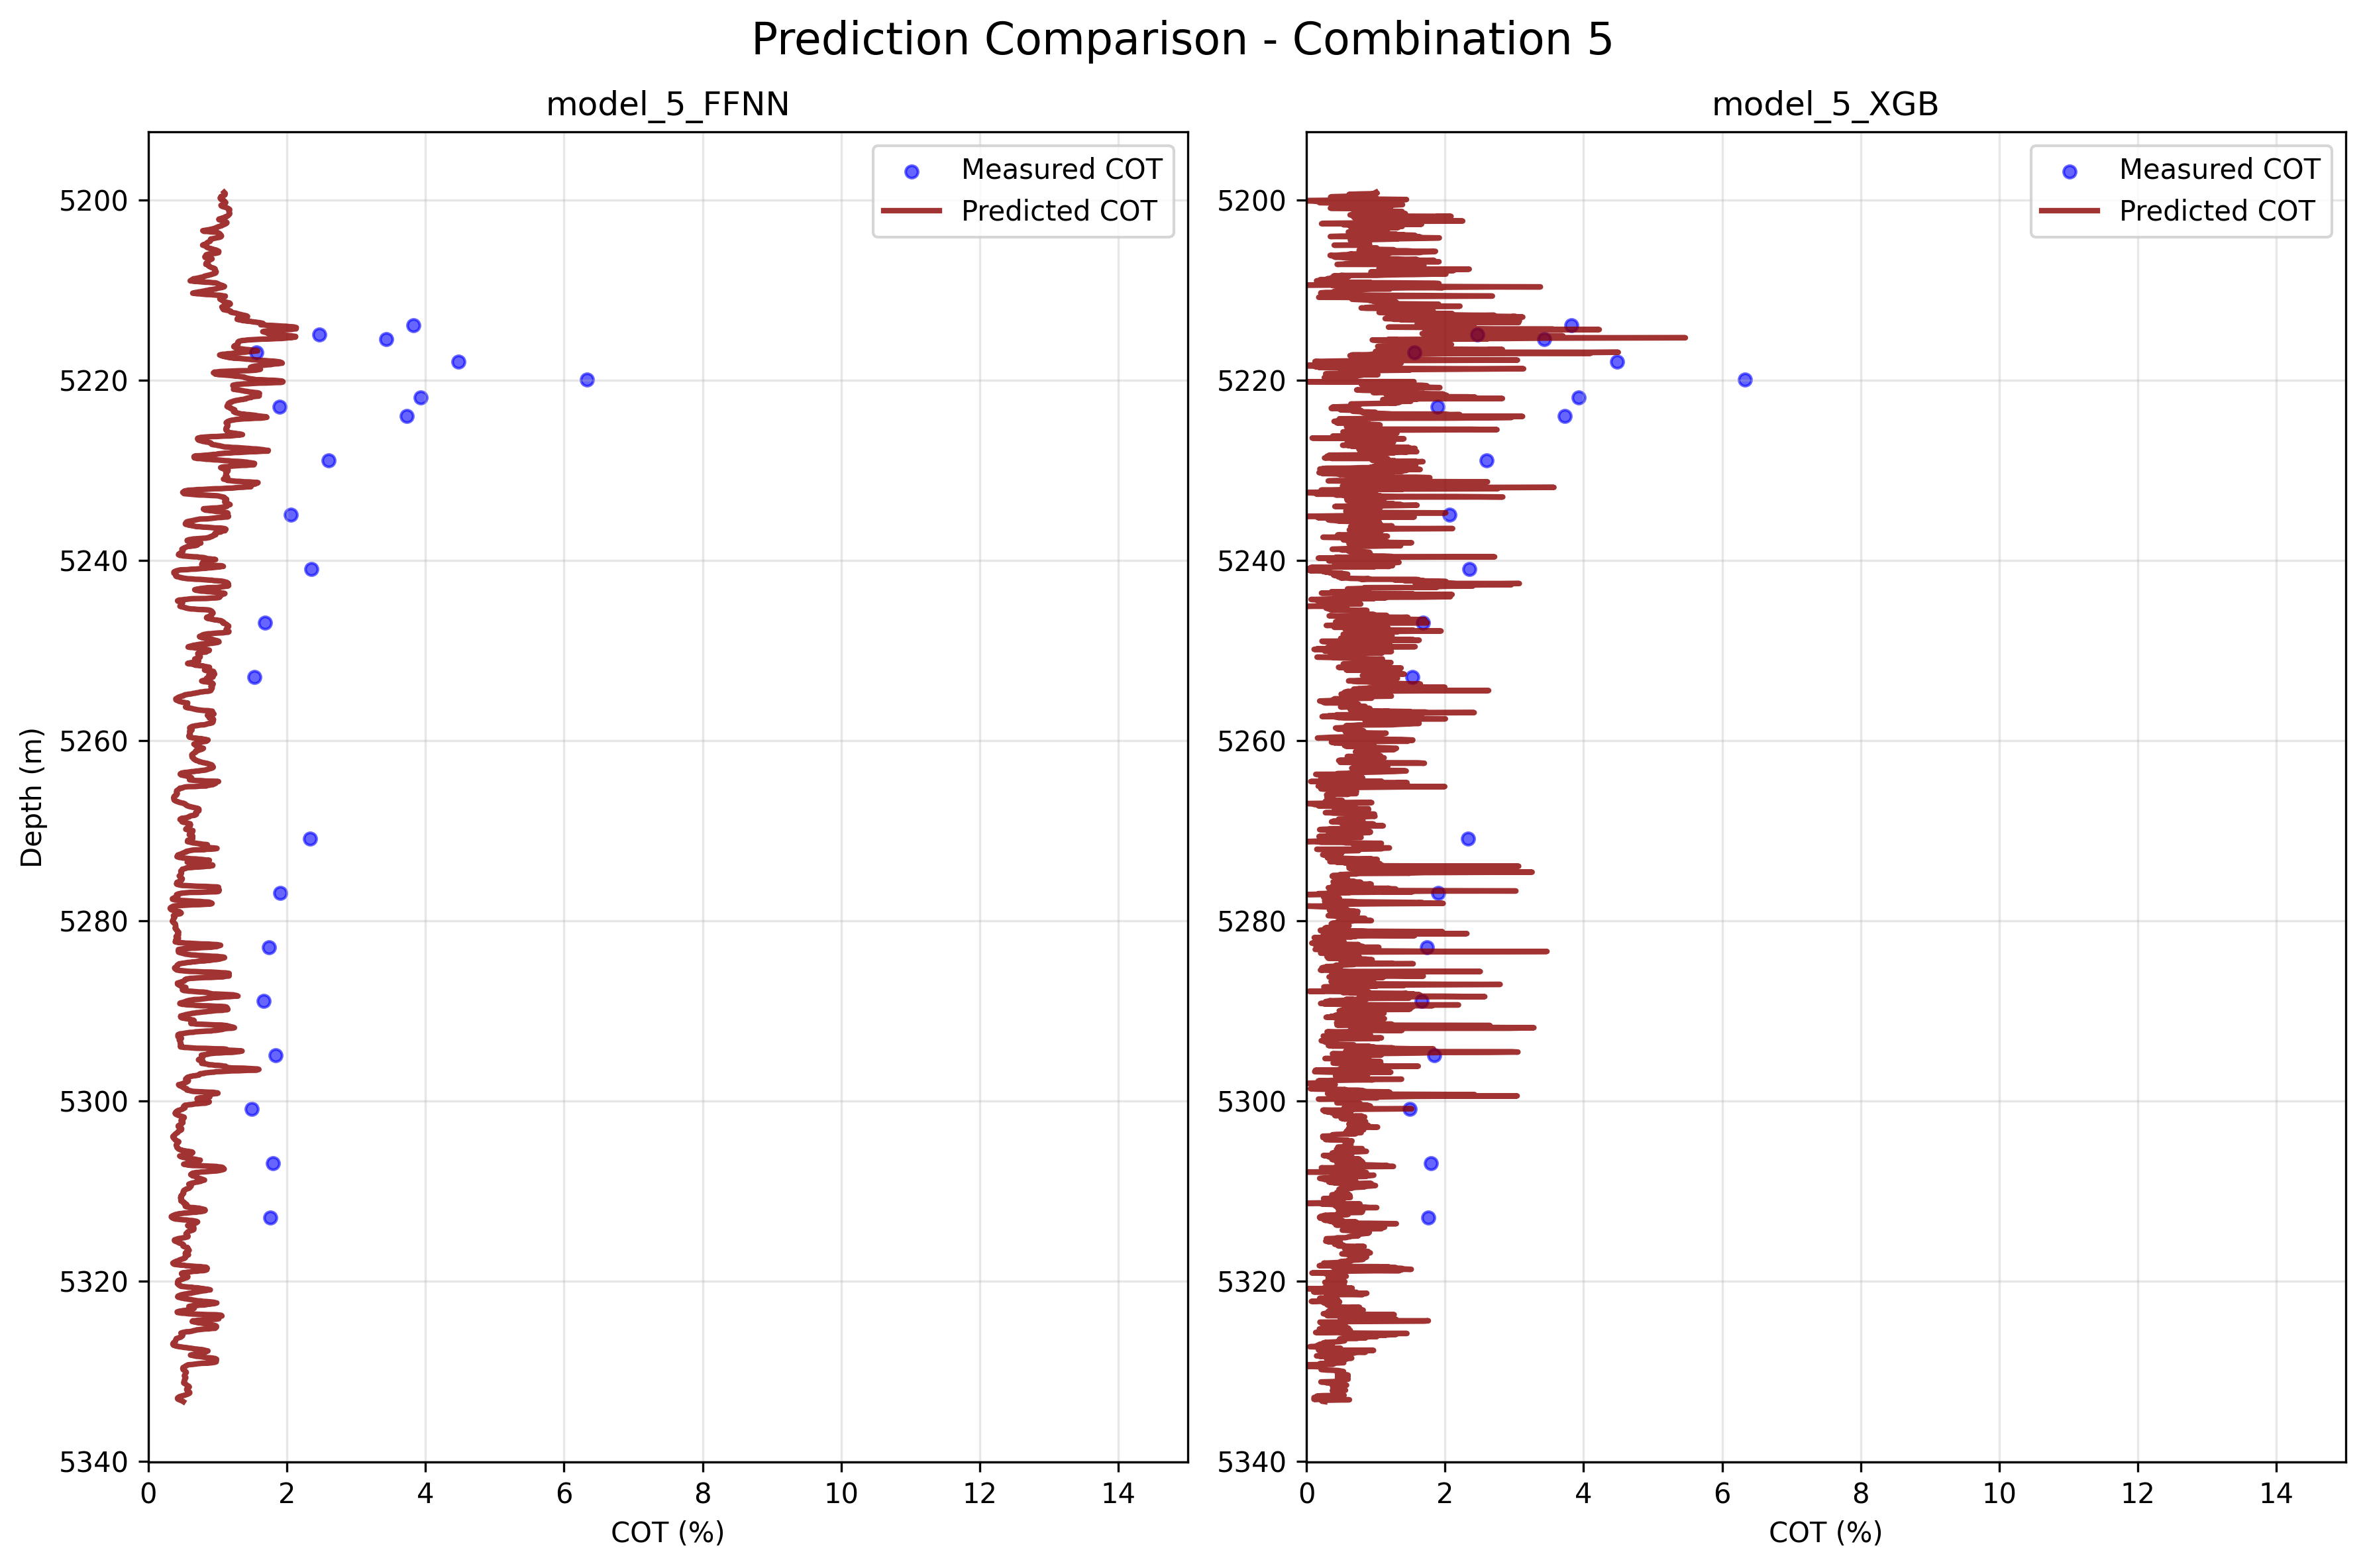 Prediction Comparison - Combination 5
model_5_FFNN
Measured COT
Predicted COT
5200
5220
5240
5260
5280
5300
5320
5340
Depth (m)
0 2 4 6 8 10 12 14
COT (%)
model_5_XGB
Measured COT
Predicted COT
5200
5220
5240
5260
5280
5300
5320
5340
0 2 4 6 8 10 12 14
COT (%)